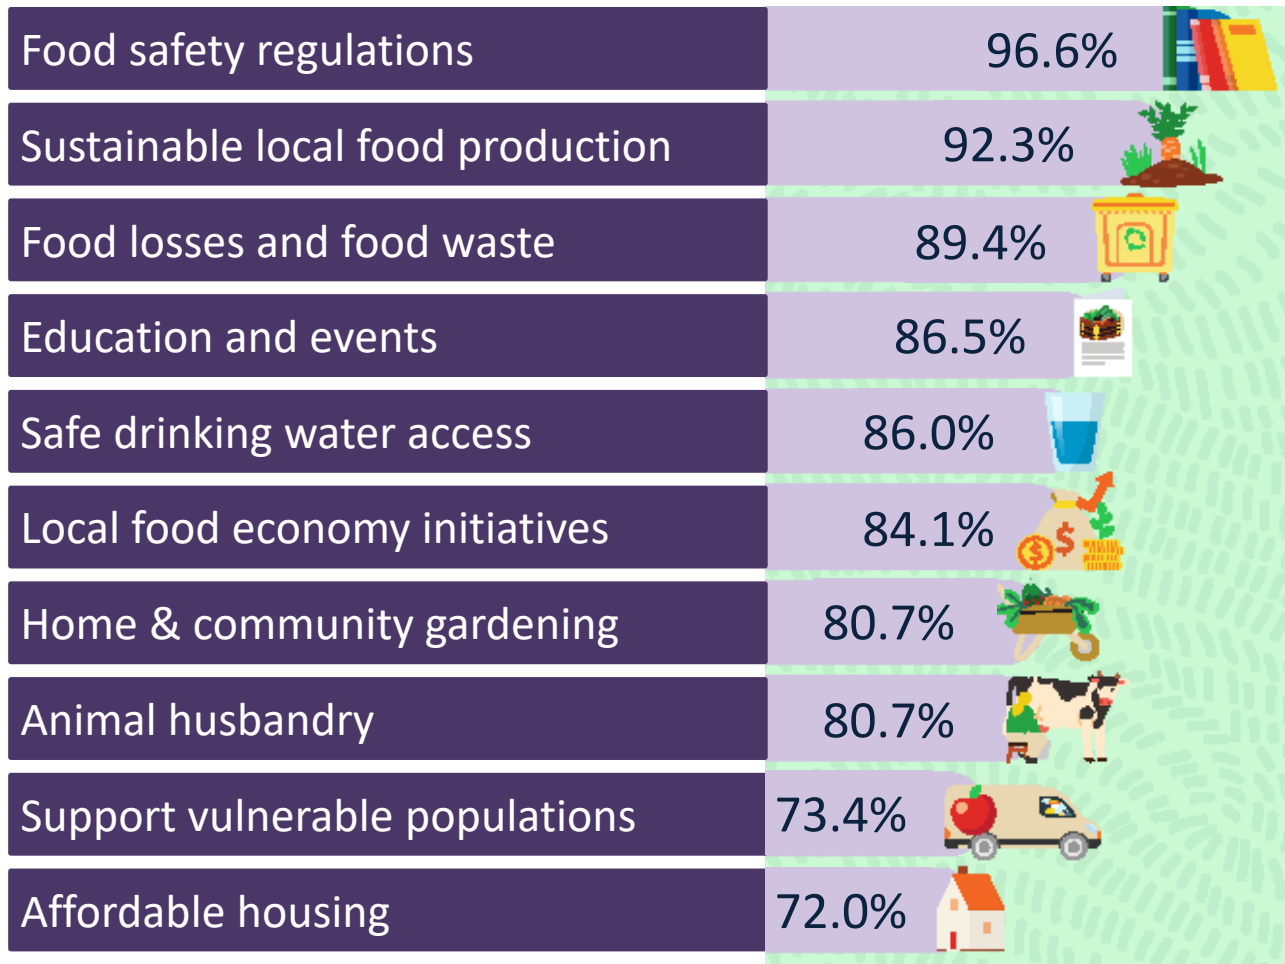 Food safety regulations 96.6%
Sustainable local food production 92.3%
Food losses and food waste 89.4%
Education and events 86.5%
Safe drinking water access 86.0%
Local food economy initiatives 84.1%
Home & community gardening 80.7%
Animal husbandry 80.7%
Support vulnerable populations 73.4%
Affordable housing 72.0%